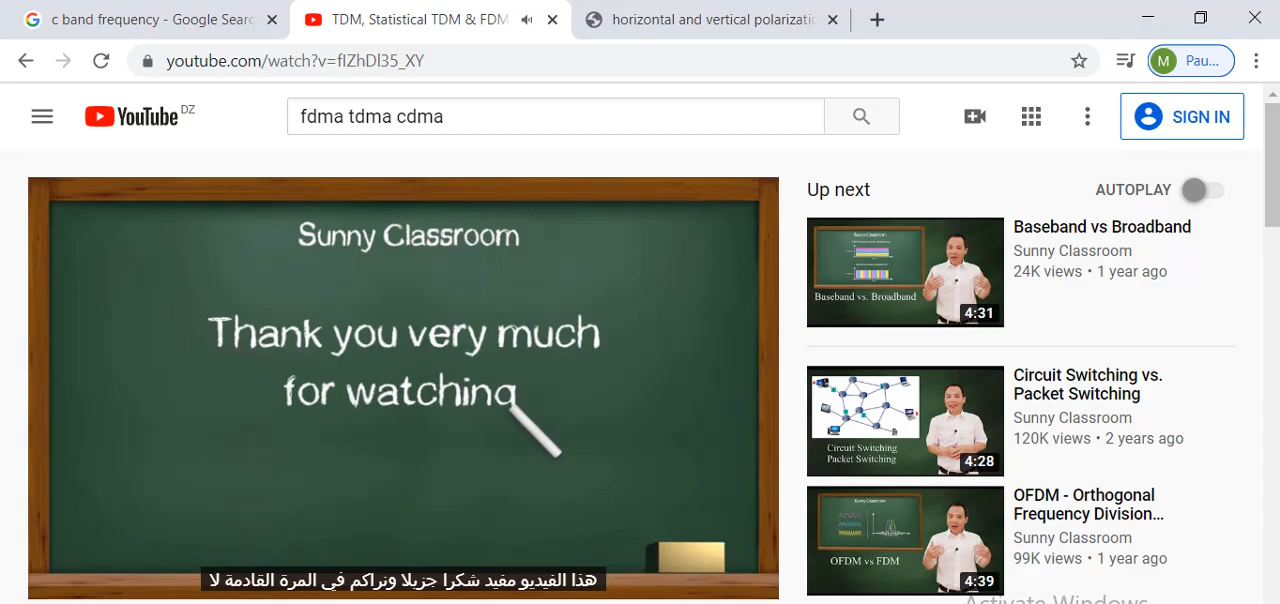 c band frequency - Google Searc
TDM, Statistical TDM & FDM
horizontal and vertical polarizatio
youtube.com/watch?v=fIZhDl35_XY
M
Pau...
YouTube DZ
fdma tdma cdma
SIGN IN
Sunny Classroom
Thank you very much
for watching
هذا الفيديو مفيد شكرا جزيلا ونراكم في المرة القادمة لا
Up next
AUTOPLAY
Baseband vs. Broadband
4:31
Baseband vs Broadband
Sunny Classroom
24K views • 1 year ago
Circuit Switching
Packet Switching
4:28
Circuit Switching vs.
Packet Switching
Sunny Classroom
120K views • 2 years ago
OFDM vs FDM
4:39
OFDM - Orthogonal
Frequency Division...
Sunny Classroom
99K views • 1 year ago
Activate Windows